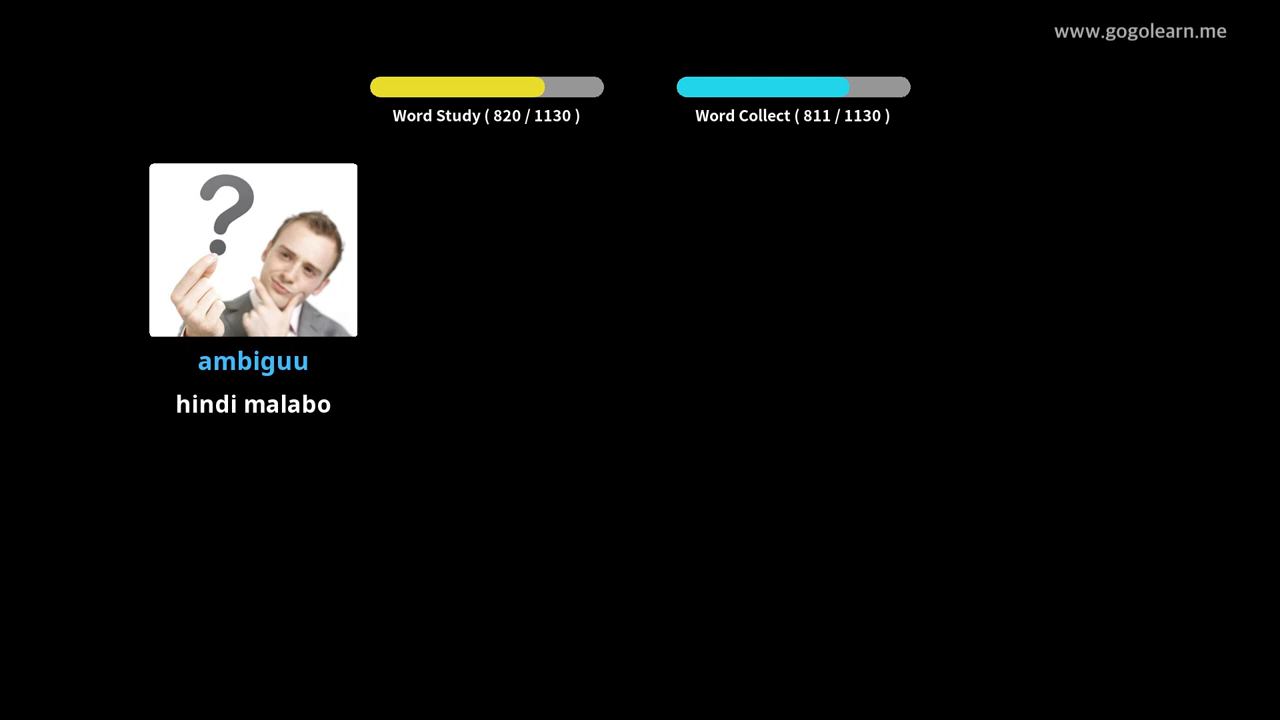 www.gogolearn.me
Word Study ( 820 / 1130 )
Word Collect ( 811 / 1130 )
?
ambiguu
hindi malabo